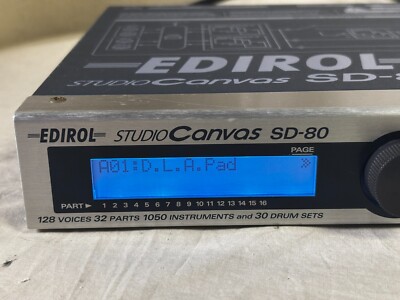 EDIROL
STUDIO Canvas SD-8
EDIROL STUDIO Canvas SD-80
PAGE
A01:D.L.A.Pad
PART 1 2 3 4 5 6 7 8 9 10 11 12 13 14 15 16
128 VOICES 32 PARTS 1050 INSTRUMENTS and 30 DRUM SETS